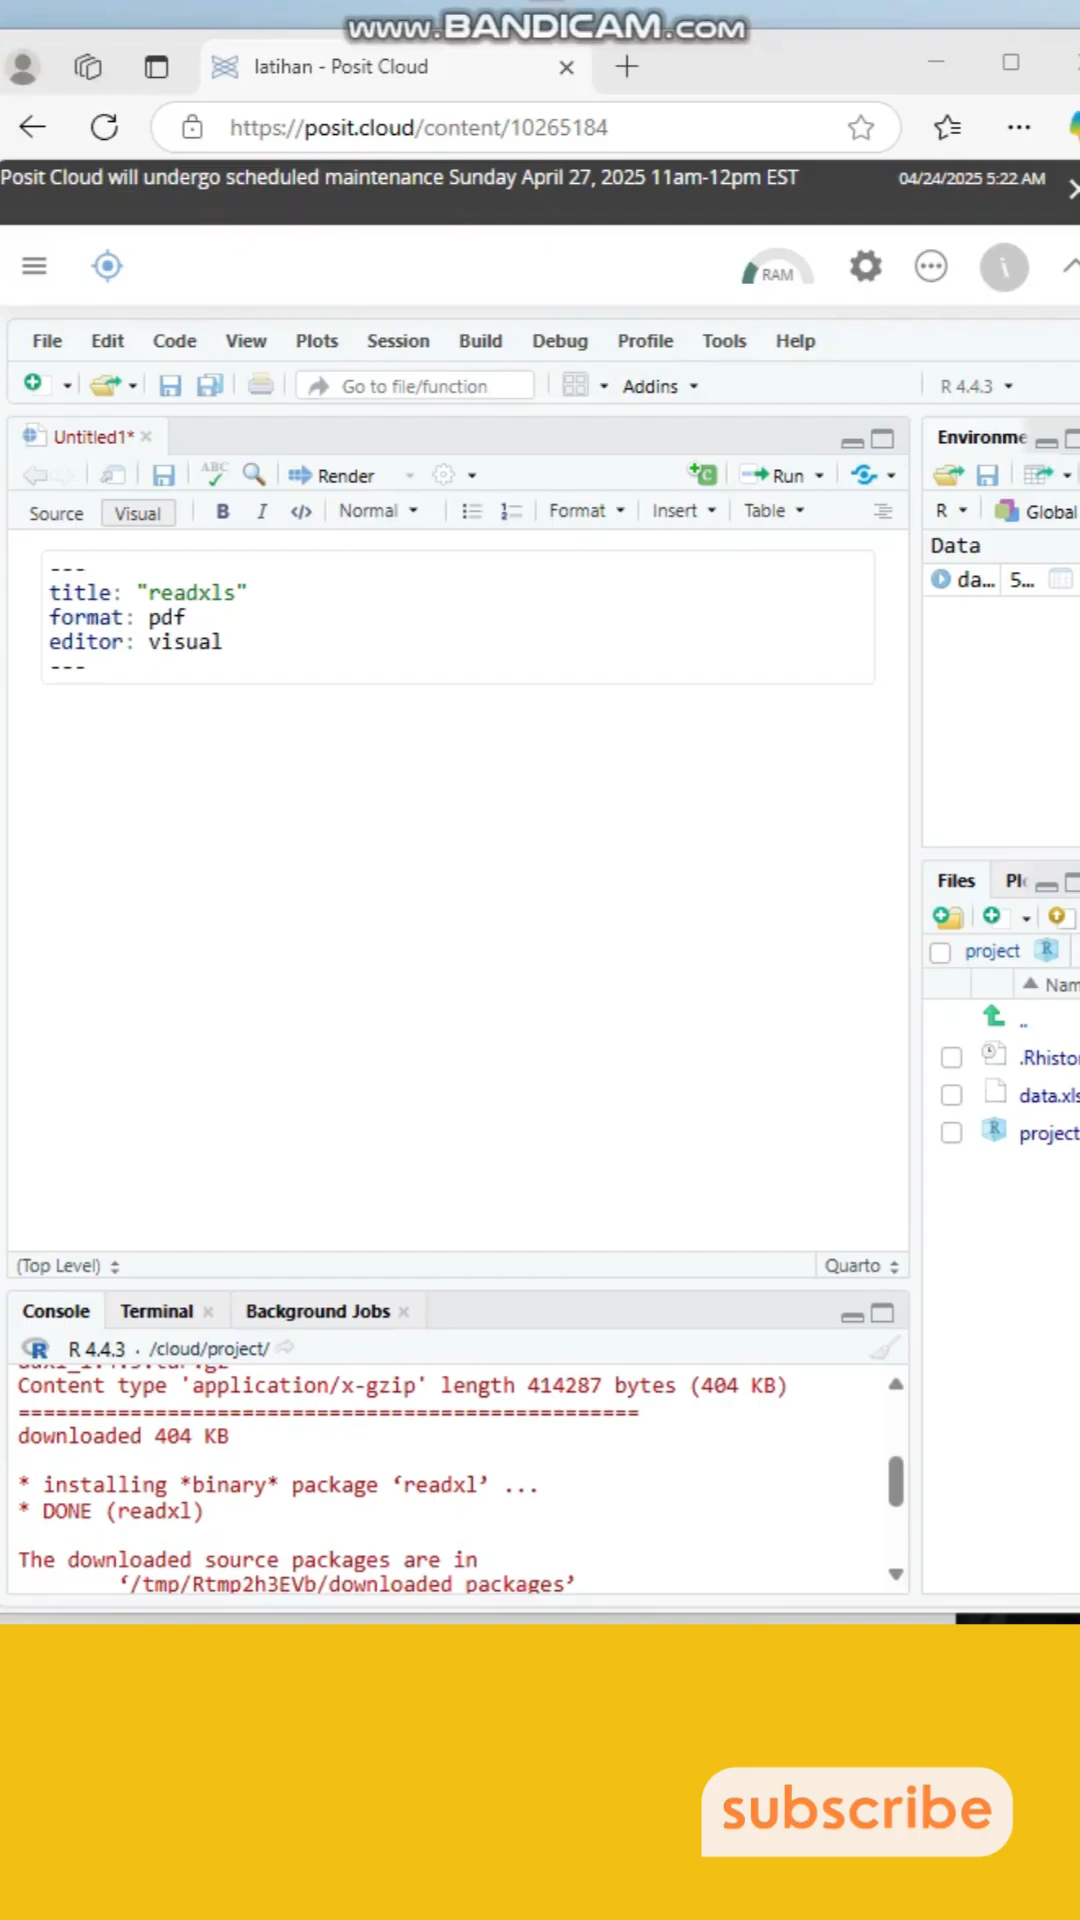 www.BANDICAM.com
latihan - Posit Cloud
https://posit.cloud/content/10265184
Posit Cloud will undergo scheduled maintenance Sunday April 27, 2025 11am-12pm EST
04/24/2025 5:22 AM
RAM
i
File Edit Code View Plots Session Build Debug Profile Tools Help
Go to file/function
Addins
R 4.4.3
Untitled1*
Environme
ABC
Render
Run
Source Visual
B I </> Normal
Format Insert Table
R
Global
Data
da... 5...
---
title: "readxls"
format: pdf
editor: visual
---
Files
project
..
data.xls
project
(Top Level)
Quarto
Console Terminal Background Jobs
R 4.4.3 · /cloud/project/
Content type 'application/x-gzip' length 414287 bytes (404 KB)
==================================================
downloaded 404 KB
* installing *binary* package ‘readxl’ ...
* DONE (readxl)
The downloaded source packages are in
‘/tmp/Rtmp2h3EVb/downloaded_packages’
subscribe